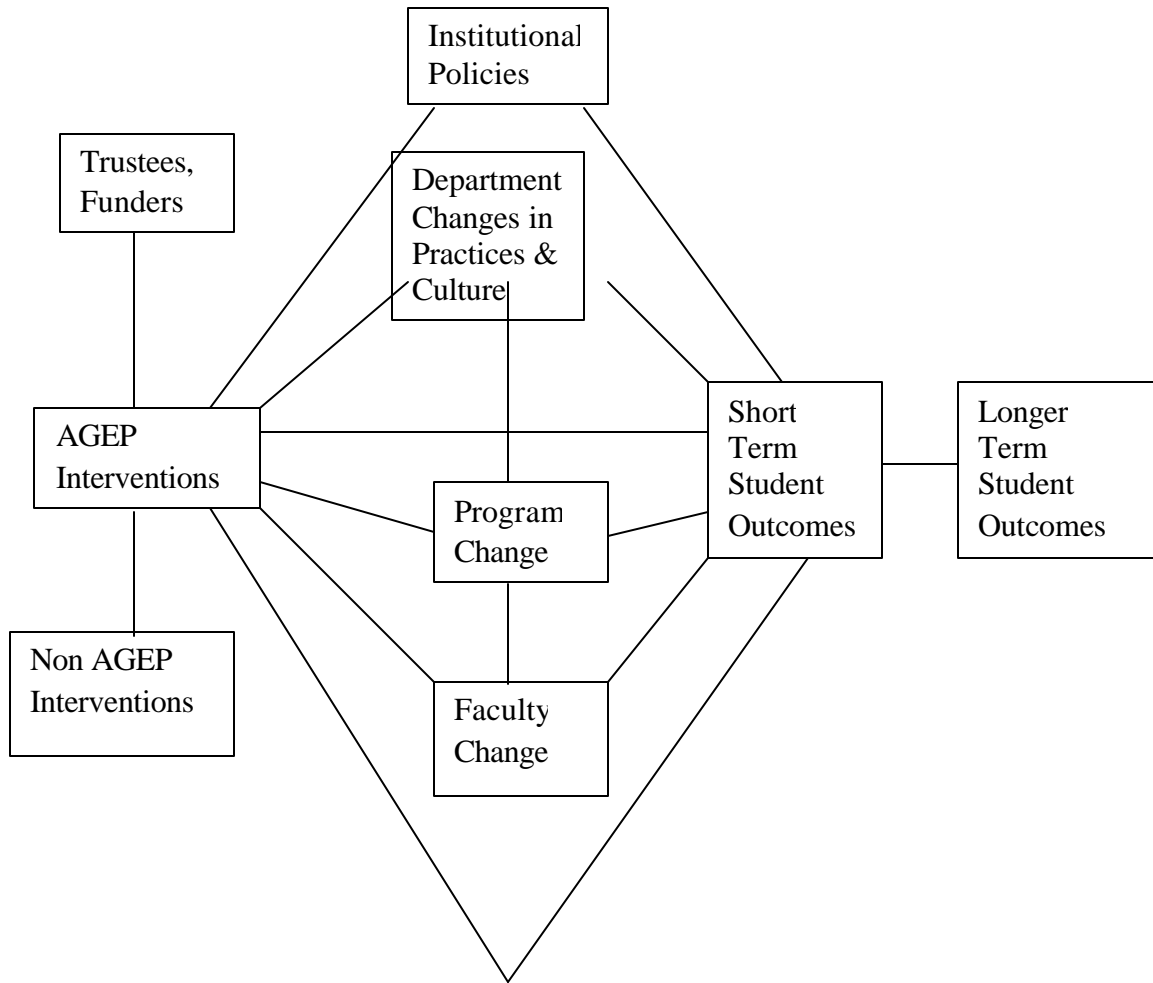 Institutional
Policies
Trustees,
Funders
Department
Changes in
Practices &
Culture
AGEP
Interventions
Short
Term
Student
Outcomes
Longer
Term
Student
Outcomes
Program
Change
Non AGEP
Interventions
Faculty
Change